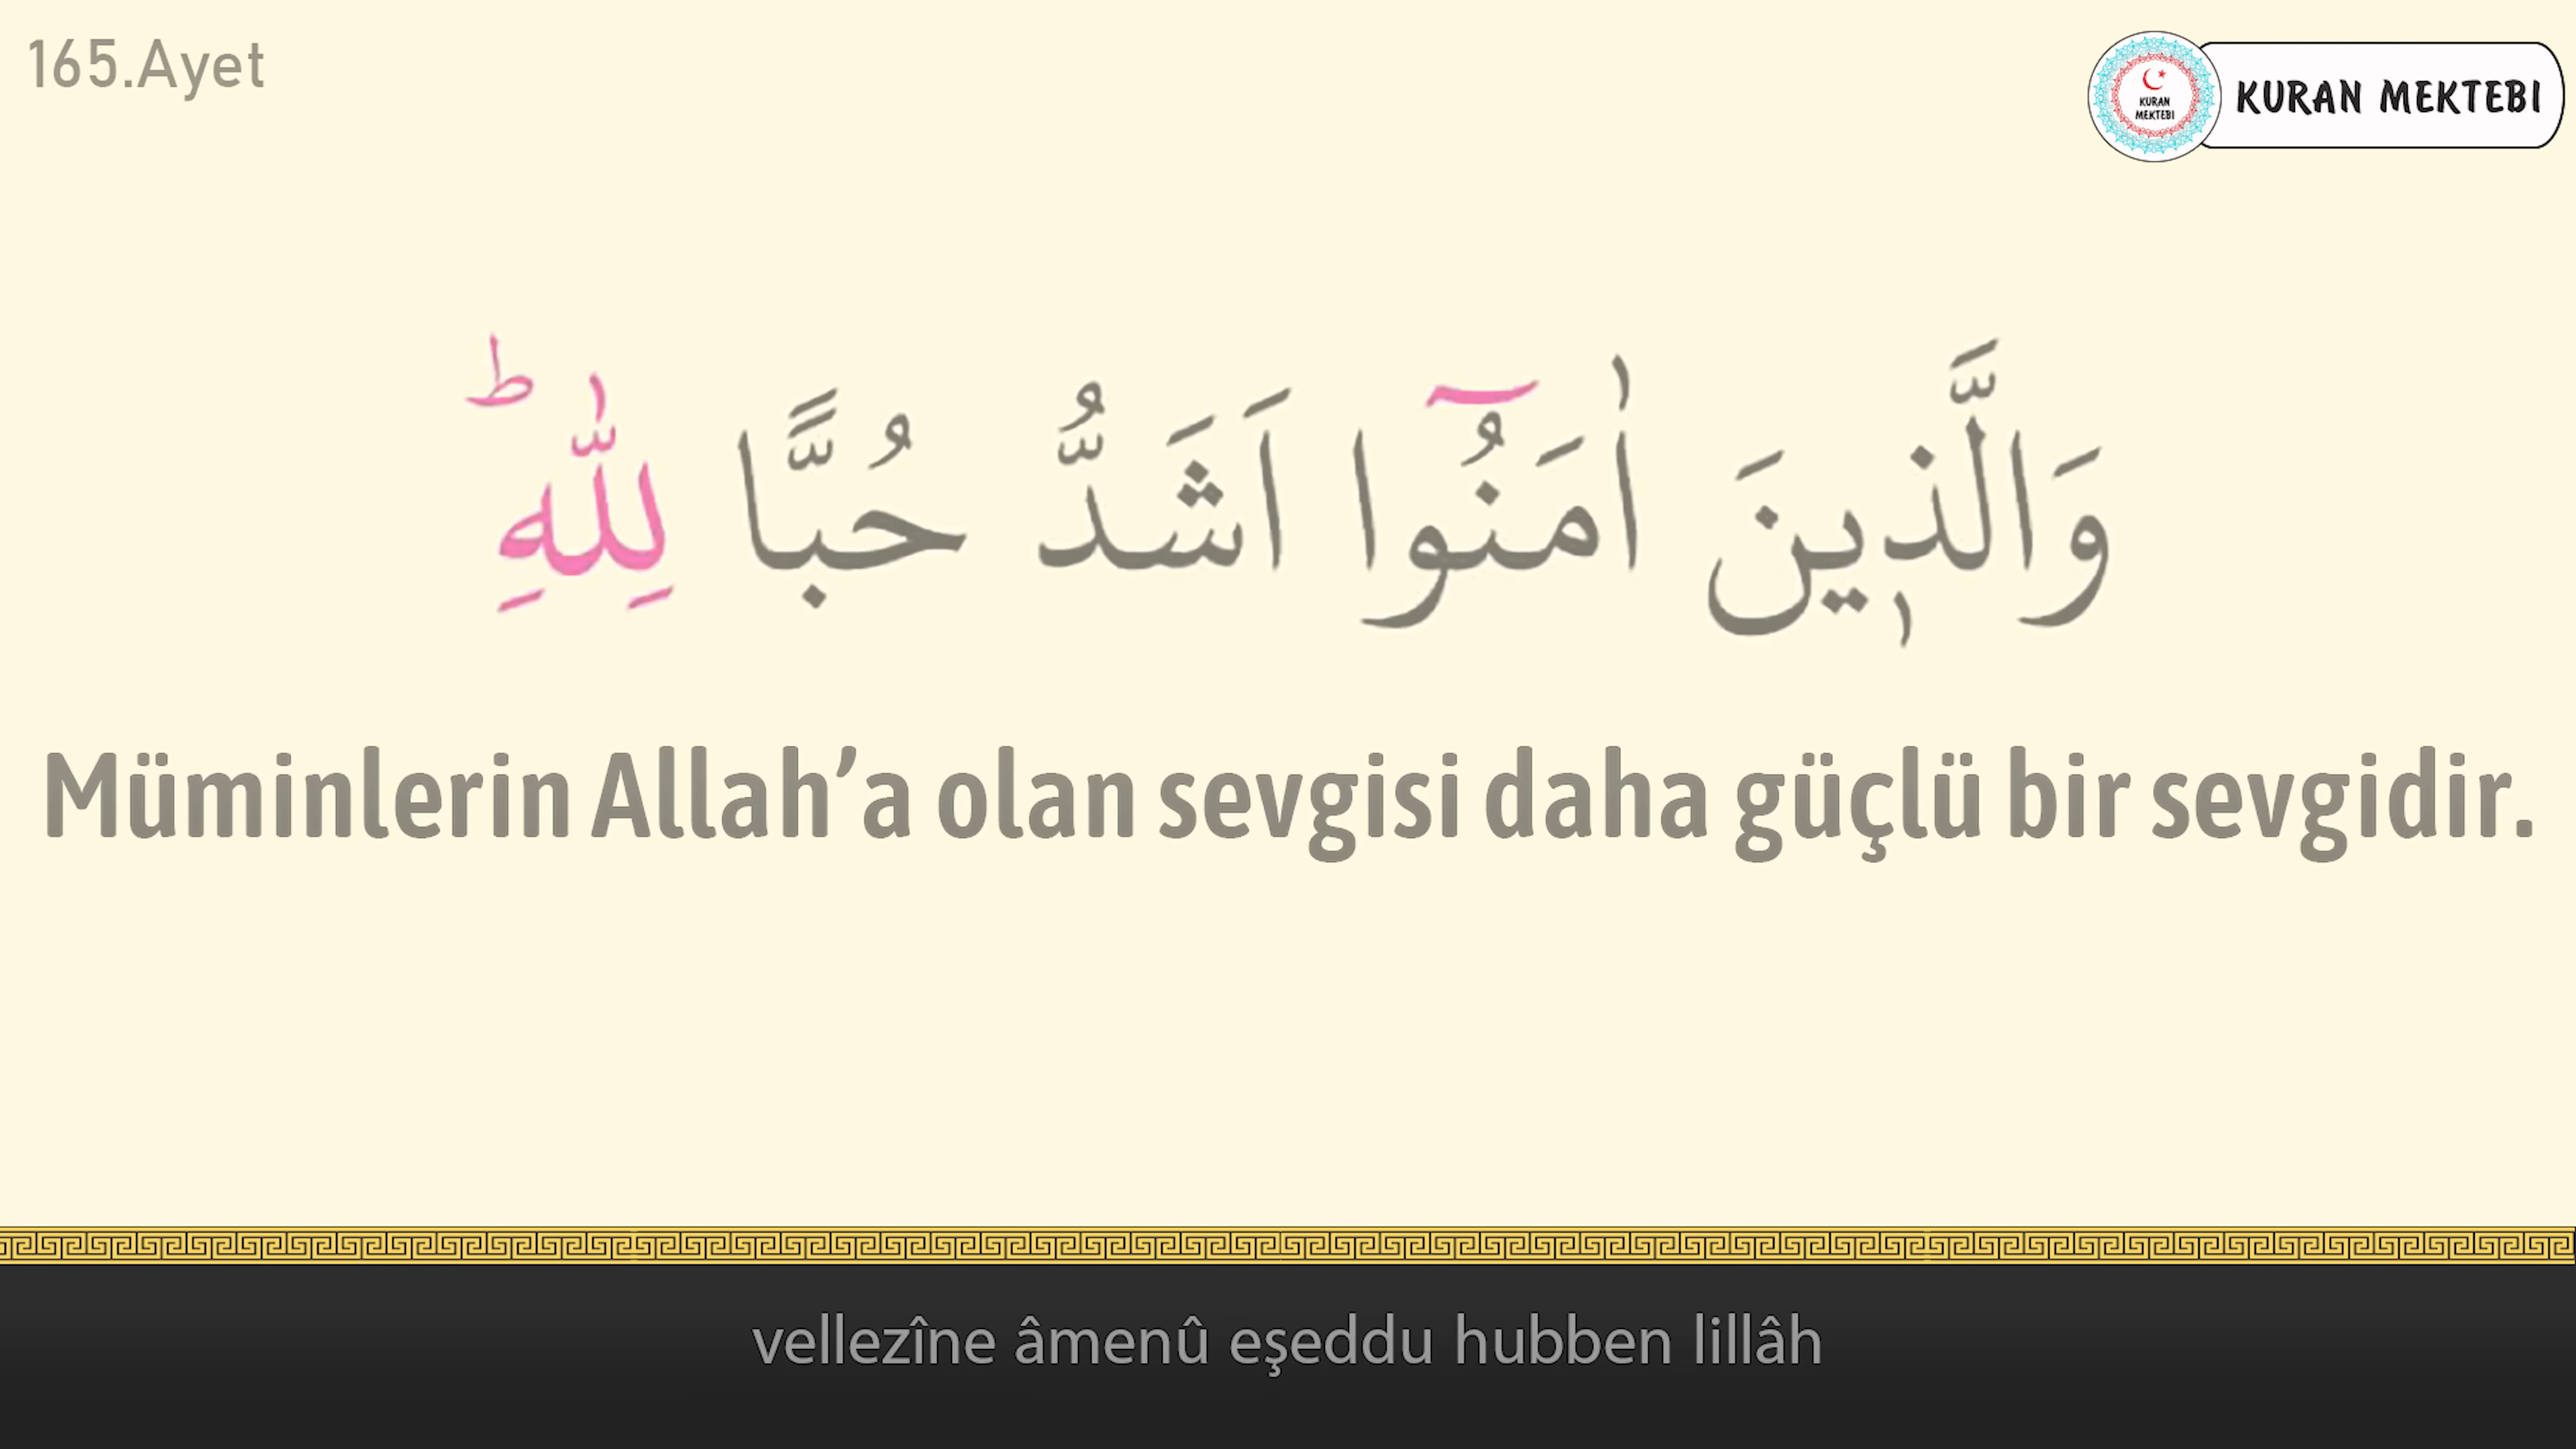 165.Ayet
KURAN MEKTEBI
KURAN
MEKTEBI
وَالَّذ۪ينَ اٰمَنُٓوا اَشَدُّ حُبًّا لِلّٰهِۜ
Müminlerin Allah’a olan sevgisi daha güçlü bir sevgidir.
vellezîne âmenû eşeddu hubben lillâh